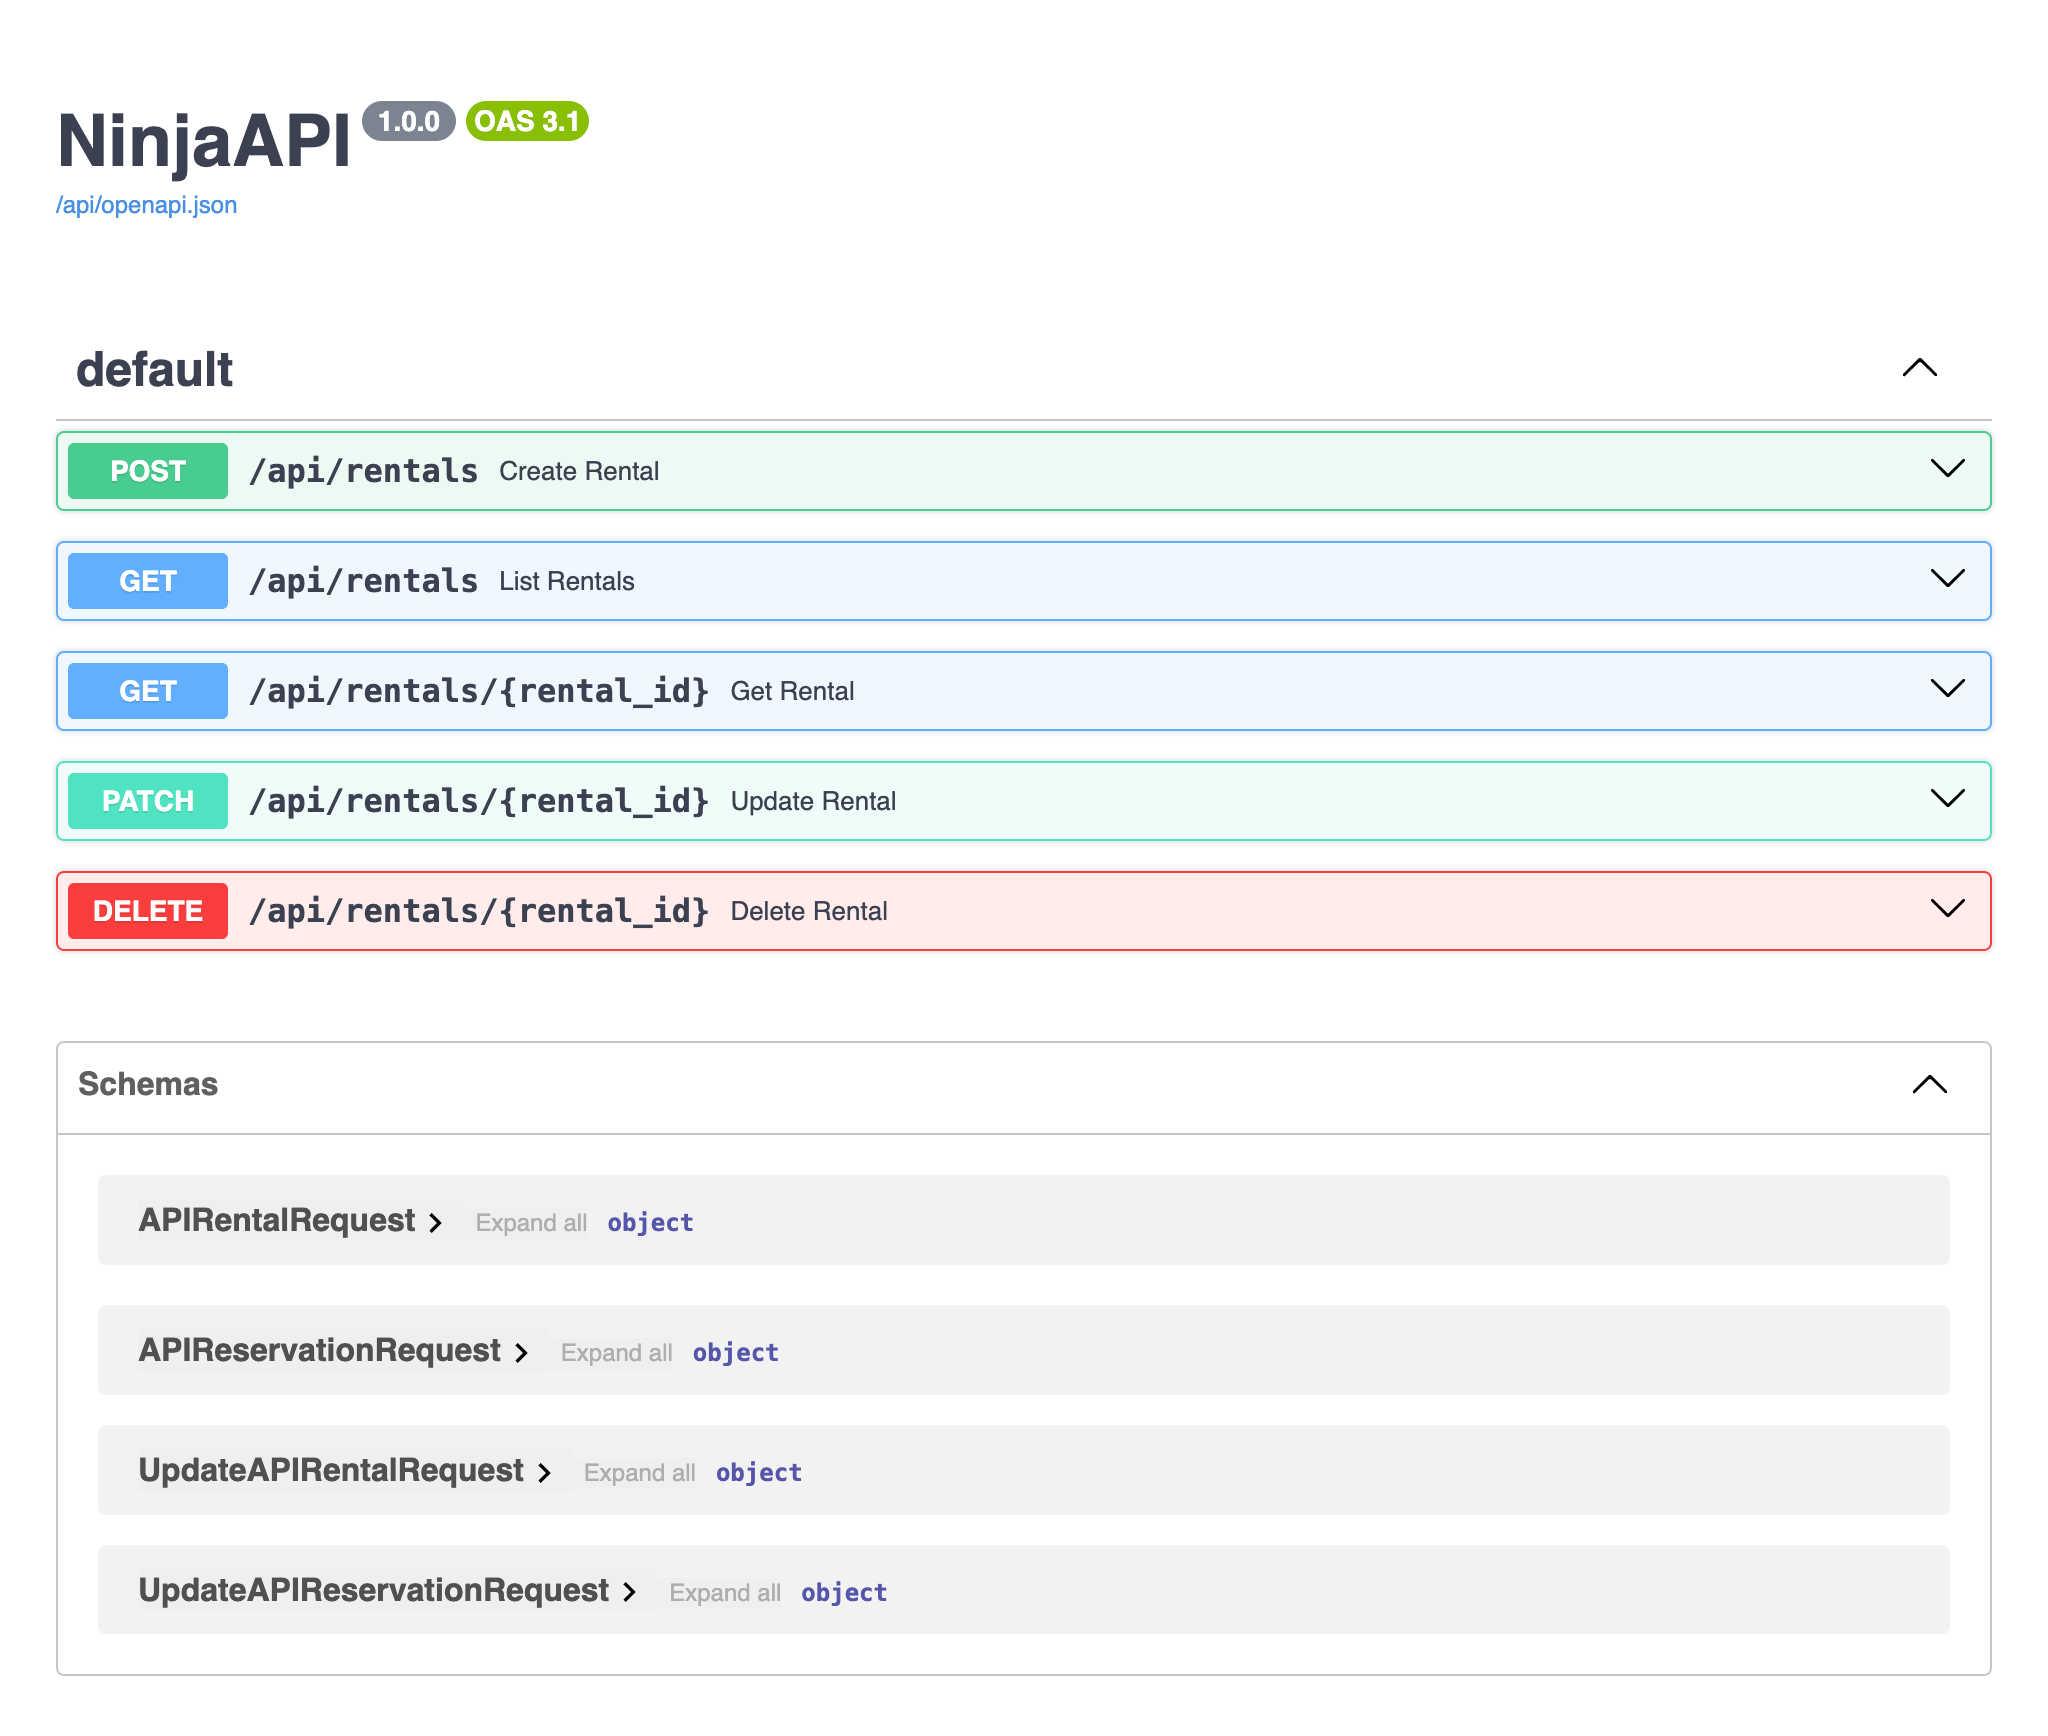 NinjaAPI 1.0.0 OAS 3.1
/api/openapi.json
default
POST /api/rentals Create Rental
GET /api/rentals List Rentals
GET /api/rentals/{rental_id} Get Rental
PATCH /api/rentals/{rental_id} Update Rental
DELETE /api/rentals/{rental_id} Delete Rental
Schemas
APIRentalRequest Expand all object
APIReservationRequest Expand all object
UpdateAPIRentalRequest Expand all object
UpdateAPIReservationRequest Expand all object